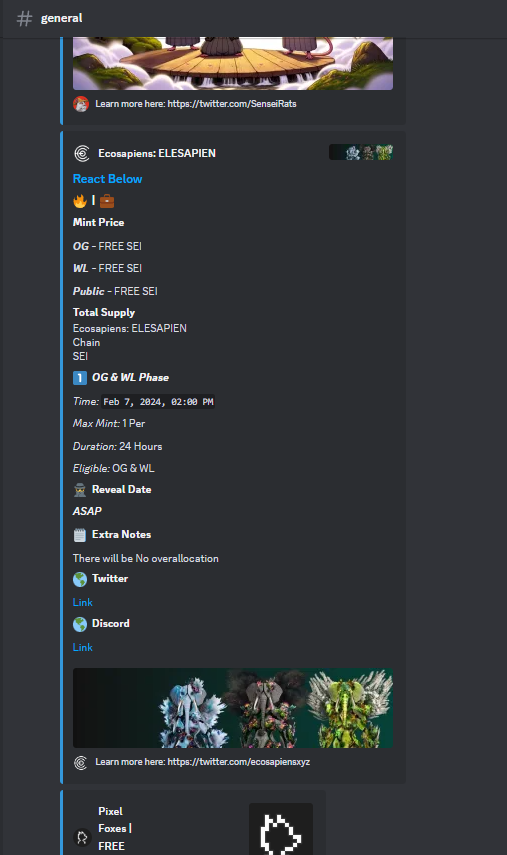 # general
Learn more here: https://twitter.com/SenseiRats
Ecosapiens: ELESAPIEN
React Below
🔥 | 💼
Mint Price
OG - FREE SEI
WL - FREE SEI
Public - FREE SEI
Total Supply
Ecosapiens: ELESAPIEN
Chain
SEI
1 OG & WL Phase
Time: Feb 7, 2024, 02:00 PM
Max Mint: 1 Per
Duration: 24 Hours
Eligible: OG & WL
Reveal Date
ASAP
Extra Notes
There will be No overallocation
Twitter
Link
Discord
Link
Learn more here: https://twitter.com/ecosapiensxyz
Pixel
Foxes |
FREE